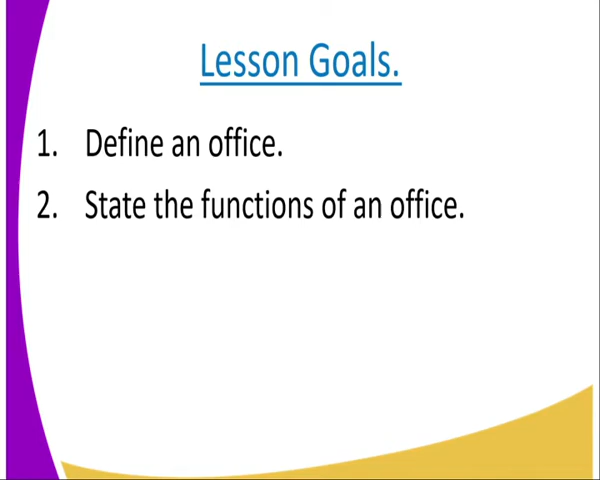 Lesson Goals.
1. Define an office.
2. State the functions of an office.